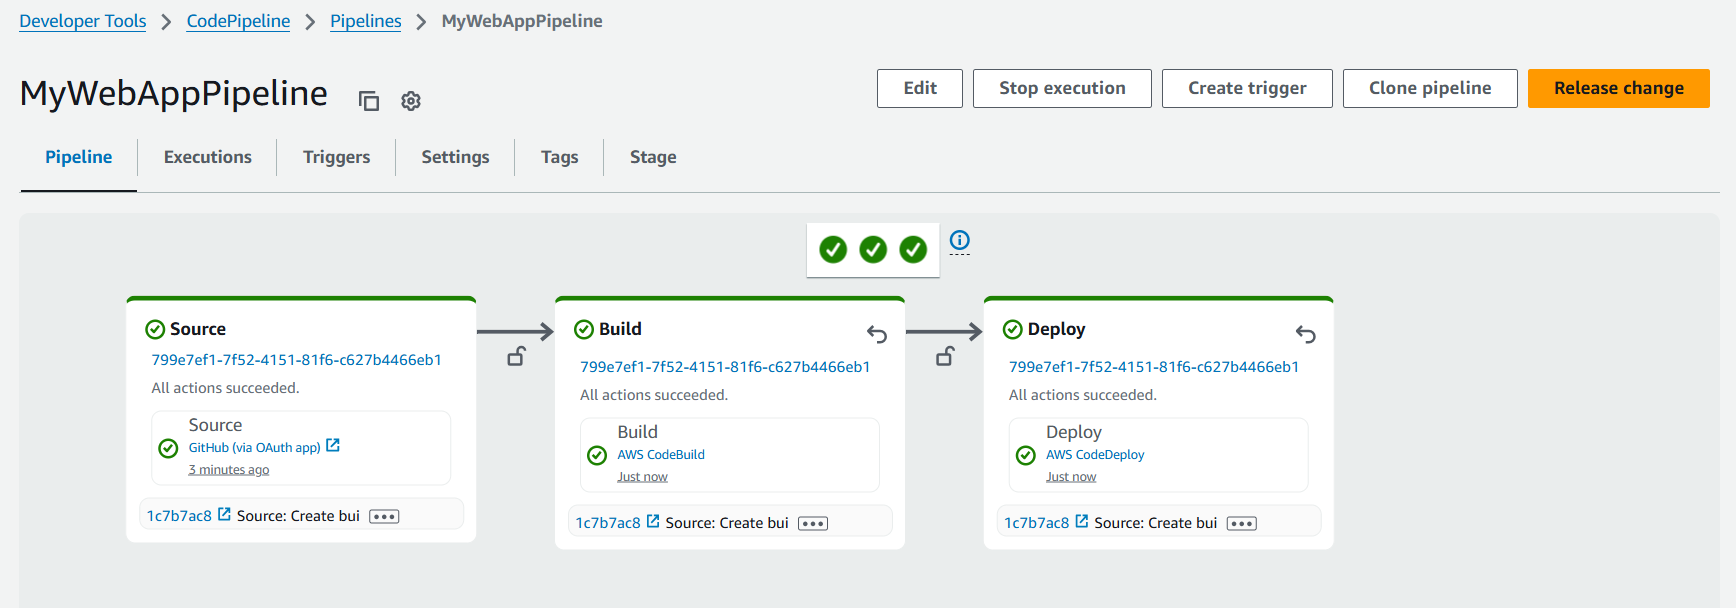 Developer Tools > CodePipeline > Pipelines > MyWebAppPipeline
MyWebAppPipeline
Edit
Stop execution
Create trigger
Clone pipeline
Release change
Pipeline
Executions
Triggers
Settings
Tags
Stage
Source
799e7ef1-7f52-4151-81f6-c627b4466eb1
All actions succeeded.
Source
GitHub (via OAuth app)
3 minutes ago
1c7b7ac8 Source: Create bui
Build
799e7ef1-7f52-4151-81f6-c627b4466eb1
All actions succeeded.
Build
AWS CodeBuild
Just now
1c7b7ac8 Source: Create bui
Deploy
799e7ef1-7f52-4151-81f6-c627b4466eb1
All actions succeeded.
Deploy
AWS CodeDeploy
Just now
1c7b7ac8 Source: Create bui